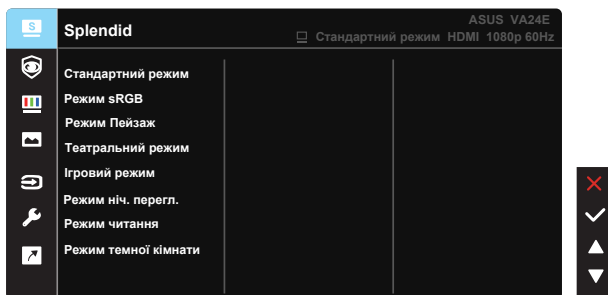 S
Splendid
ASUS VA24E
Стандартний режим HDMI 1080p 60Hz
Стандартний режим
Режим sRGB
Режим Пейзаж
Театральний режим
Ігровий режим
Режим ніч. перегл.
Режим читання
Режим темної кімнати